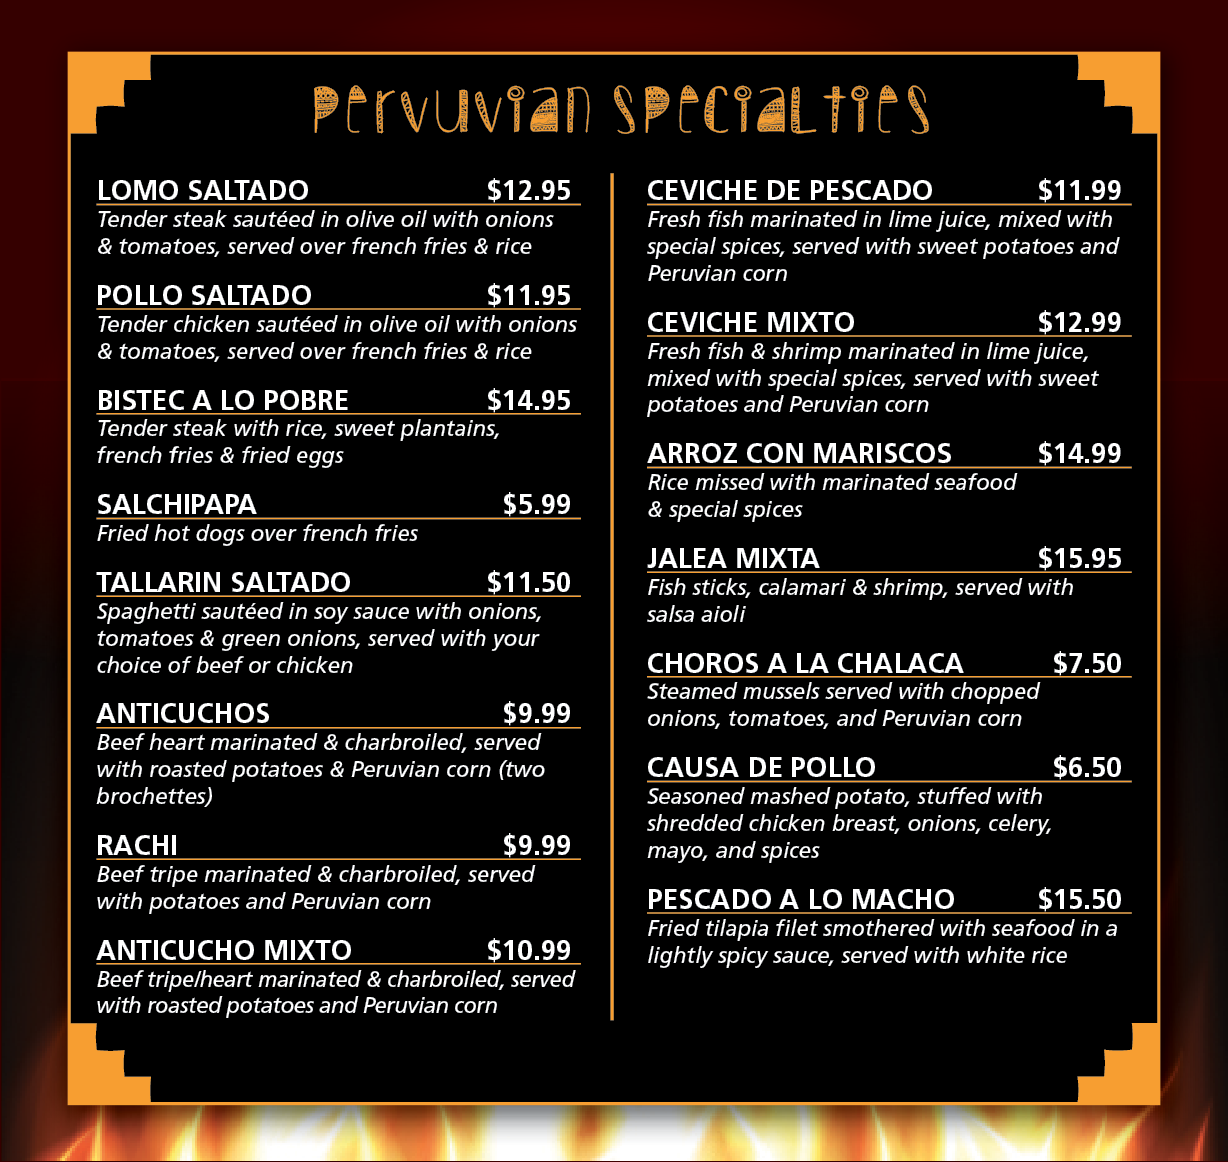 PERVUVIAN SPECIALTIES
LOMO SALTADO $12.95
Tender steak sautéed in olive oil with onions
& tomatoes, served over french fries & rice
POLLO SALTADO $11.95
Tender chicken sautéed in olive oil with onions
& tomatoes, served over french fries & rice
BISTEC A LO POBRE $14.95
Tender steak with rice, sweet plantains,
french fries & fried eggs
SALCHIPAPA $5.99
Fried hot dogs over french fries
TALLARIN SALTADO $11.50
Spaghetti sautéed in soy sauce with onions,
tomatoes & green onions, served with your
choice of beef or chicken
ANTICUCHOS $9.99
Beef heart marinated & charbroiled, served
with roasted potatoes & Peruvian corn (two
brochettes)
RACHI $9.99
Beef tripe marinated & charbroiled, served
with potatoes and Peruvian corn
ANTICUCHO MIXTO $10.99
Beef tripe/heart marinated & charbroiled, served
with roasted potatoes and Peruvian corn
CEVICHE DE PESCADO $11.99
Fresh fish marinated in lime juice, mixed with
special spices, served with sweet potatoes and
Peruvian corn
CEVICHE MIXTO $12.99
Fresh fish & shrimp marinated in lime juice,
mixed with special spices, served with sweet
potatoes and Peruvian corn
ARROZ CON MARISCOS $14.99
Rice missed with marinated seafood
& special spices
JALEA MIXTA $15.95
Fish sticks, calamari & shrimp, served with
salsa aioli
CHOROS A LA CHALACA $7.50
Steamed mussels served with chopped
onions, tomatoes, and Peruvian corn
CAUSA DE POLLO $6.50
Seasoned mashed potato, stuffed with
shredded chicken breast, onions, celery,
mayo, and spices
PESCADO A LO MACHO $15.50
Fried tilapia filet smothered with seafood in a
lightly spicy sauce, served with white rice